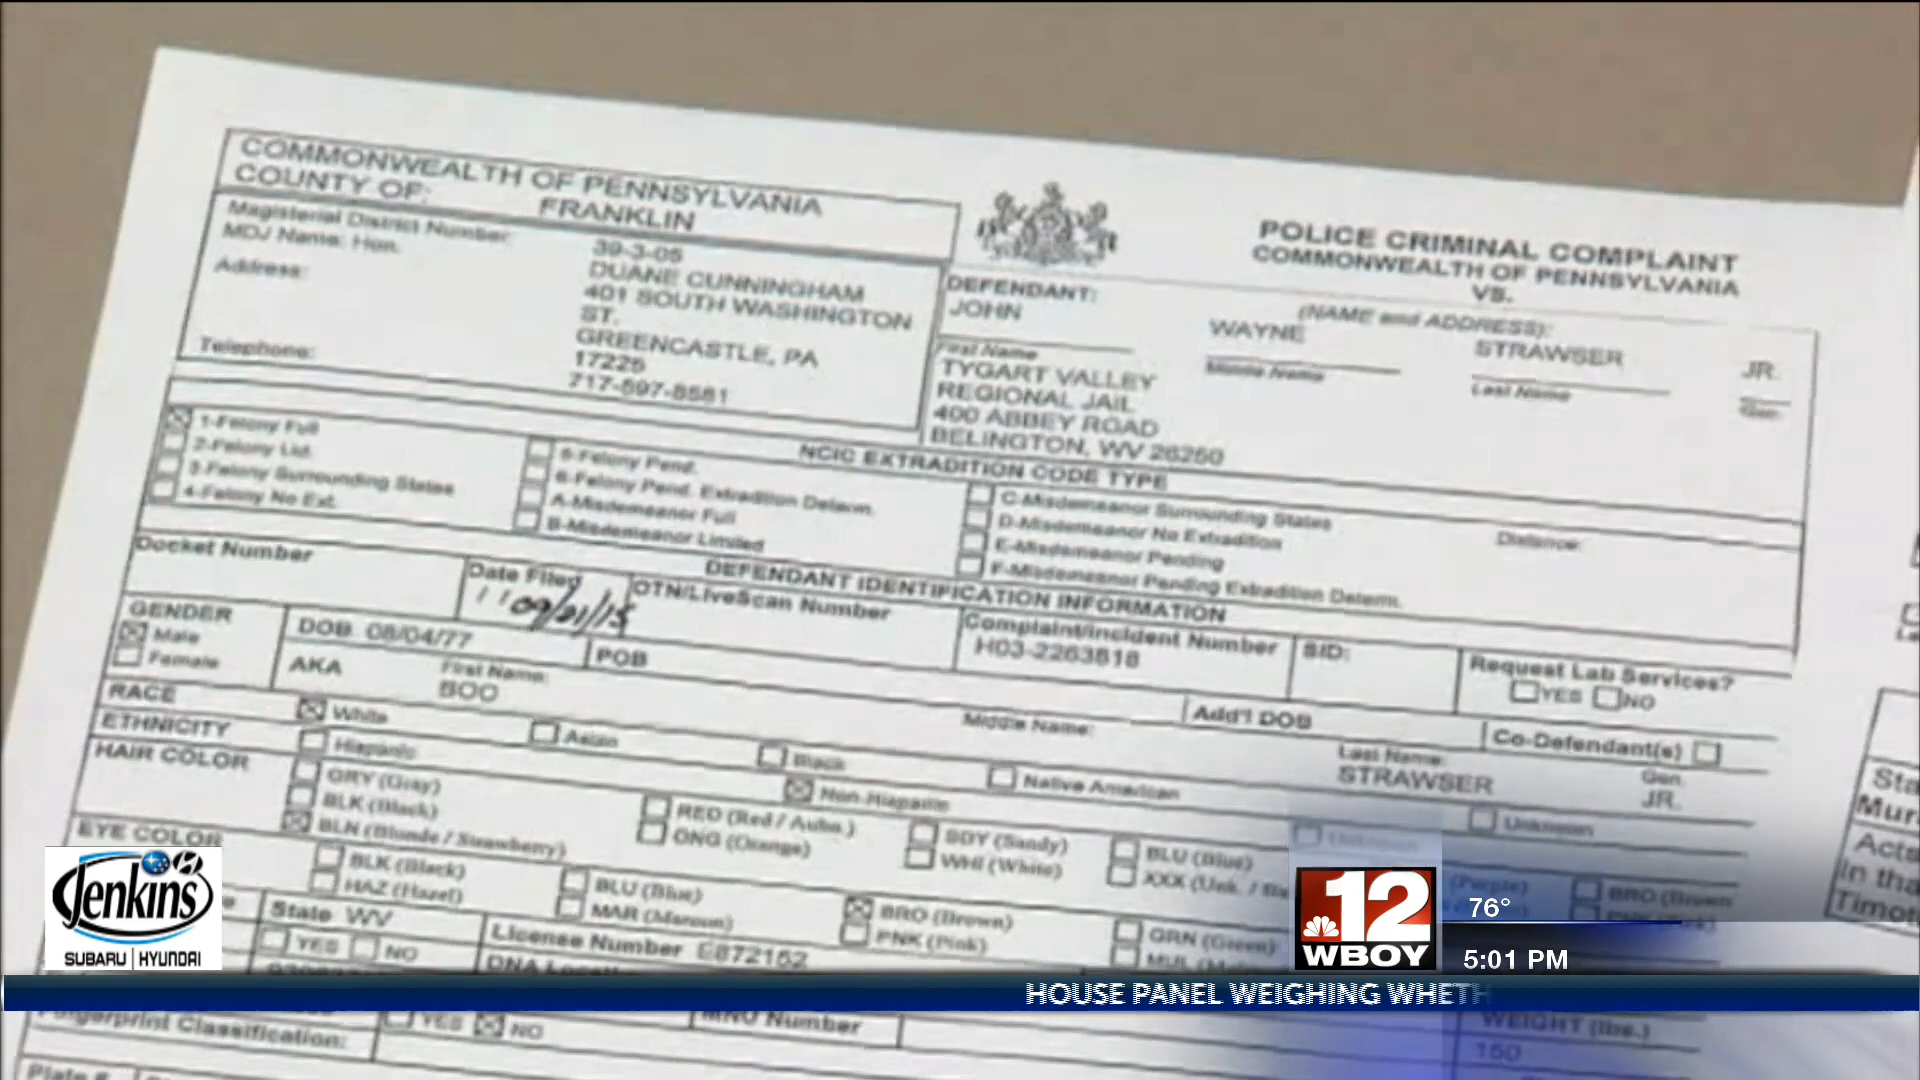 COMMONWEALTH OF PENNSYLVANIA
COUNTY OF: FRANKLIN
Magisterial District Number: 39-3-05
MDJ Name: Hon. DUANE CUNNINGHAM
Address: 401 SOUTH WASHINGTON
ST.
GREENCASTLE, PA
17225
Telephone: 717-597-8581
POLICE CRIMINAL COMPLAINT
COMMONWEALTH OF PENNSYLVANIA
VS.
DEFENDANT: (NAME and ADDRESS):
JOHN WAYNE STRAWSER JR.
First Name Middle Name Last Name Gen.
TYGART VALLEY
REGIONAL JAIL
400 ABBEY ROAD
BELINGTON, WV 26250
NCIC EXTRADITION CODE TYPE
1-Felony Full
2-Felony Ltd.
3-Felony Surrounding States
4-Felony No Ext.
5-Felony Pend.
6-Felony Pend. Extradition Determ.
A-Misdemeanor Full
B-Misdemeanor Limited
C-Misdemeanor Surrounding States
D-Misdemeanor No Extradition
E-Misdemeanor Pending
F-Misdemeanor Pending Extradition Determ.
Distance:
DEFENDANT IDENTIFICATION INFORMATION
Docket Number
Date Filed
09/21/15
OTN/LiveScan Number
Complaint/Incident Number
H03-2263818
SID:
Request Lab Services?
YES NO
GENDER
Male
Female
DOB 08/04/77
POB
Add'l DOB
Co-Defendant(s)
AKA
First Name:
BOO
Middle Name:
Last Name:
STRAWSER
Gen.
JR.
RACE White Asian Black Native American Unknown
ETHNICITY Hispanic Non-Hispanic
HAIR COLOR
GRY (Gray)
BLK (Black)
BLN (Blonde / Strawberry)
RED (Red / Aubn.)
ONG (Orange)
SDY (Sandy)
WHI (White)
BLU (Blue)
XXX (Unk. /
BRO (Brown
EYE COLOR
BLK (Black)
HAZ (Hazel)
BLU (Blue)
MAR (Maroon)
BRO (Brown)
PNK (Pink)
GRN (Green)
State WV
License Number E872152
YES NO
YES NO
MNU Number
Fingerprint Classification:
WEIGHT (lbs.)
150
Plate #
Sta
Mur
Acts
In tha
Timot
Jenkins
SUBARU | HYUNDAI
12
WBOY
76°
5:01 PM
HOUSE PANEL WEIGHING WHETH